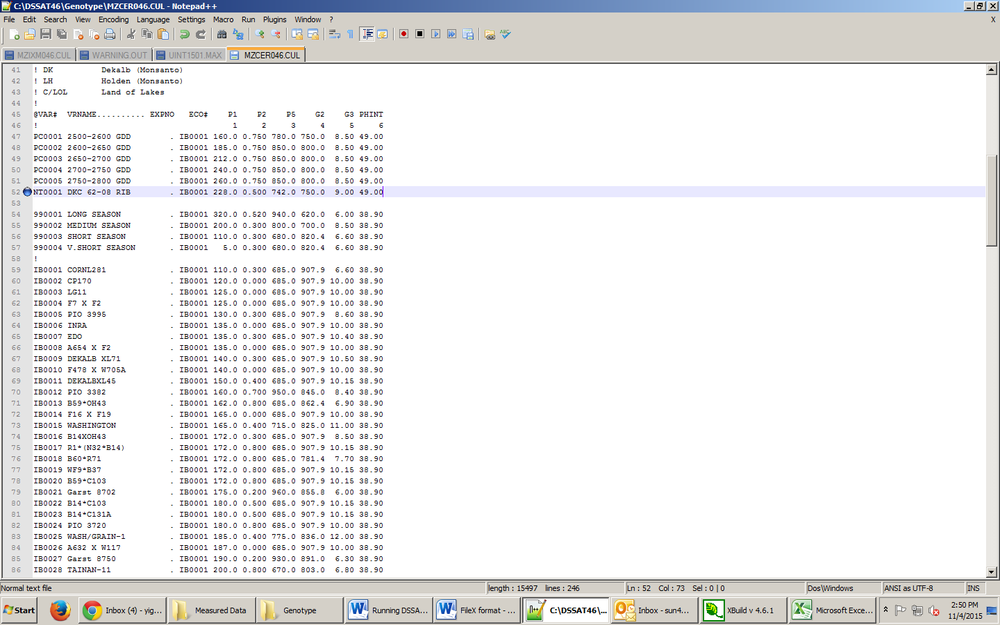 C:\DSSAT46\Genotype\MZCER046.CUL - Notepad++
File Edit Search View Encoding Language Settings Macro Run Plugins Window ? X
MZIXM046.CUL WARNING.OUT UINT1501.MAX MZCER046.CUL
41 ! DK Dekalb (Monsanto)
42 ! LH Holden (Monsanto)
43 ! C/LOL Land of Lakes
44 !
45 @VAR# VRNAME.......... EXPNO ECO# P1 P2 P5 G2 G3 PHINT
46 ! 1 2 3 4 5 6
47 PC0001 2500-2600 GDD . IB0001 160.0 0.750 780.0 750.0 8.50 49.00
48 PC0002 2600-2650 GDD . IB0001 185.0 0.750 850.0 800.0 8.50 49.00
49 PC0003 2650-2700 GDD . IB0001 212.0 0.750 850.0 800.0 8.50 49.00
50 PC0004 2700-2750 GDD . IB0001 240.0 0.750 850.0 800.0 8.50 49.00
51 PC0005 2750-2800 GDD . IB0001 260.0 0.750 850.0 800.0 8.50 49.00
52 NT0001 DKC 62-08 RIB . IB0001 228.0 0.500 742.0 750.0 9.00 49.00
53
54 990001 LONG SEASON . IB0001 320.0 0.520 940.0 620.0 6.00 38.90
55 990002 MEDIUM SEASON . IB0001 200.0 0.300 800.0 700.0 8.50 38.90
56 990003 SHORT SEASON . IB0001 110.0 0.300 680.0 820.4 6.60 38.90
57 990004 V.SHORT SEASON . IB0001 5.0 0.300 680.0 820.4 6.60 38.90
58 !
59 IB0001 CORNL281 . IB0001 110.0 0.300 685.0 907.9 6.60 38.90
60 IB0002 CP170 . IB0001 120.0 0.000 685.0 907.9 10.00 38.90
61 IB0003 LG11 . IB0001 125.0 0.000 685.0 907.9 10.00 38.90
62 IB0004 F7 X F2 . IB0001 125.0 0.000 685.0 907.9 10.00 38.90
63 IB0005 PIO 3995 . IB0001 130.0 0.300 685.0 907.9 8.60 38.90
64 IB0006 INRA . IB0001 135.0 0.000 685.0 907.9 10.00 38.90
65 IB0007 EDO . IB0001 135.0 0.300 685.0 907.9 10.40 38.90
66 IB0008 A654 X F2 . IB0001 135.0 0.000 685.0 907.9 10.00 38.90
67 IB0009 DEKALB XL71 . IB0001 140.0 0.300 685.0 907.9 10.50 38.90
68 IB0010 F478 X W705A . IB0001 140.0 0.000 685.0 907.9 10.00 38.90
69 IB0011 DEKALBXL45 . IB0001 150.0 0.400 685.0 907.9 10.15 38.90
70 IB0012 PIO 3382 . IB0001 160.0 0.700 950.0 845.0 8.40 38.90
71 IB0013 B59*OH43 . IB0001 162.0 0.800 685.0 862.4 6.90 38.90
72 IB0014 F16 X F19 . IB0001 165.0 0.000 685.0 907.9 10.00 38.90
73 IB0015 WASHINGTON . IB0001 165.0 0.400 715.0 825.0 11.00 38.90
74 IB0016 B14XOH43 . IB0001 172.0 0.300 685.0 907.9 8.50 38.90
75 IB0017 R1*(N32*B14) . IB0001 172.0 0.800 685.0 907.9 10.15 38.90
76 IB0018 B60*R71 . IB0001 172.0 0.800 685.0 781.4 7.70 38.90
77 IB0019 WF9*B37 . IB0001 172.0 0.800 685.0 907.9 10.15 38.90
78 IB0020 B59*C103 . IB0001 172.0 0.800 685.0 907.9 10.15 38.90
79 IB0021 Garst 8702 . IB0001 175.0 0.200 960.0 855.8 6.00 38.90
80 IB0022 B14*C103 . IB0001 180.0 0.500 685.0 907.9 10.15 38.90
81 IB0023 B14*C131A . IB0001 180.0 0.500 685.0 907.9 10.15 38.90
82 IB0024 PIO 3720 . IB0001 180.0 0.800 685.0 907.9 10.00 38.90
83 IB0025 WASH/GRAIN-1 . IB0001 185.0 0.400 775.0 836.0 12.00 38.90
84 IB0026 A632 X W117 . IB0001 187.0 0.000 685.0 907.9 10.00 38.90
85 IB0027 Garst 8750 . IB0001 190.0 0.200 930.0 891.0 6.30 38.90
86 IB0028 TAINAN-11 . IB0001 200.0 0.800 670.0 803.0 6.80 38.90
Normal text file length : 15497 lines : 246 Ln : 52 Col : 73 Sel : 0 | 0 Dos\Windows ANSI as UTF-8 INS
Start Inbox (4) - yig... Measured Data Genotype Running DSSA... FileX format - ... C:\DSSAT46\... Inbox - sun4... XBuild v 4.6.1 Microsoft Exce... 2:50 PM
11/4/2015